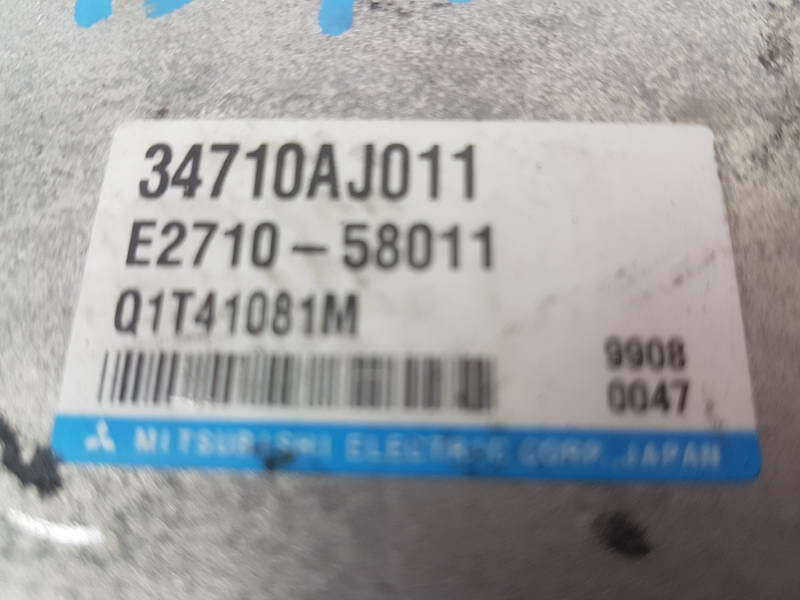 34710AJ011
E2710-58011
Q1T41081M
9908
0047
MITSUBISHI ELECTRIC CORP. JAPAN